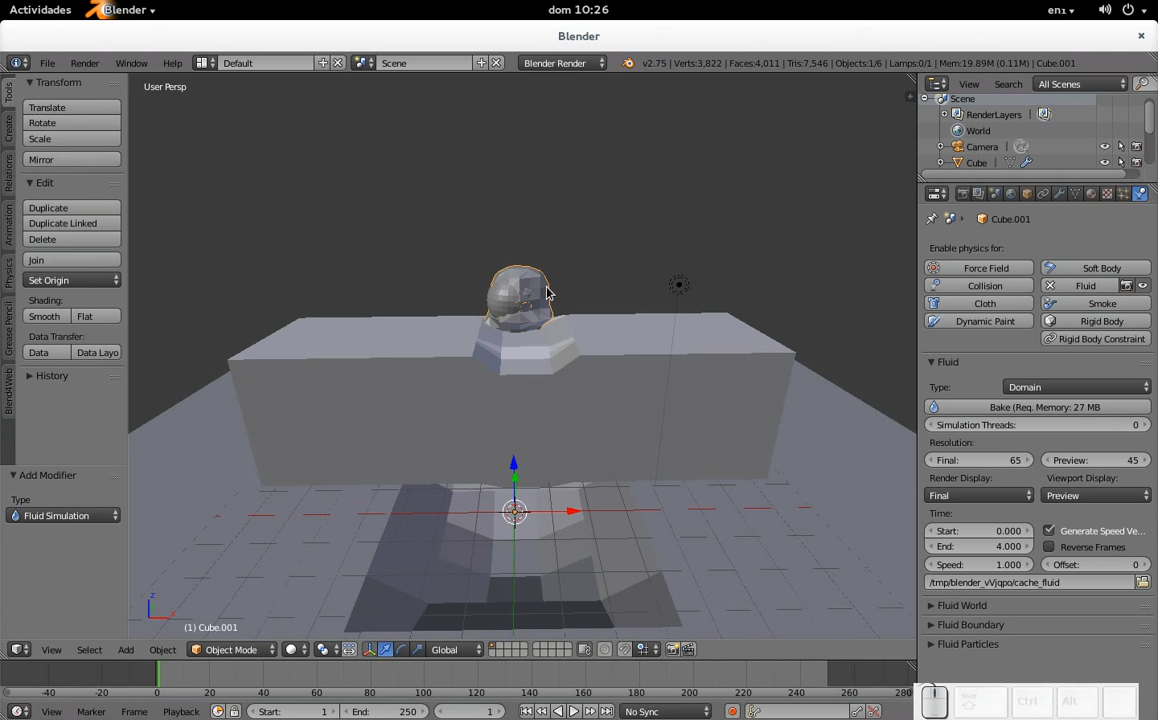 Actividades Blender dom 10:26 en1
Blender
File Render Window Help Default Scene Blender Render v2.75 | Verts:3,822 | Faces:4,011 | Tris:7,546 | Objects:1/6 | Lamps:0/1 | Mem:19.89M (0.11M) | Cube.001
Tools
Create
Relations
Animation
Physics
Grease Pencil
Blend4Web
Transform
Translate
Rotate
Scale
Mirror
Edit
Duplicate
Duplicate Linked
Delete
Join
Set Origin
Shading:
Smooth Flat
Data Transfer:
Data Data Layo
History
Add Modifier
Type
Fluid Simulation
User Persp
z
x
(1) Cube.001
View Select Add Object Object Mode Global
-40 -20 0 20 40 60 80 100 120 140 160 180 200 220 240 260 280
View Marker Frame Playback Start: 1 End: 250 1 No Sync
View Search All Scenes
Scene
RenderLayers
World
Camera
Cube
Cube.001
Enable physics for:
Force Field Soft Body
Collision Fluid
Cloth Smoke
Dynamic Paint Rigid Body
Rigid Body Constraint
Fluid
Type: Domain
Bake (Req. Memory: 27 MB
Simulation Threads: 0
Resolution:
Final: 65 Preview: 45
Render Display: Viewport Display:
Final Preview
Time:
Start: 0.000 Generate Speed Ve...
End: 4.000 Reverse Frames
Speed: 1.000 Offset: 0
/tmp/blender_vVjqpo/cache_fluid
Fluid World
Fluid Boundary
Fluid Particles
Ctrl Alt